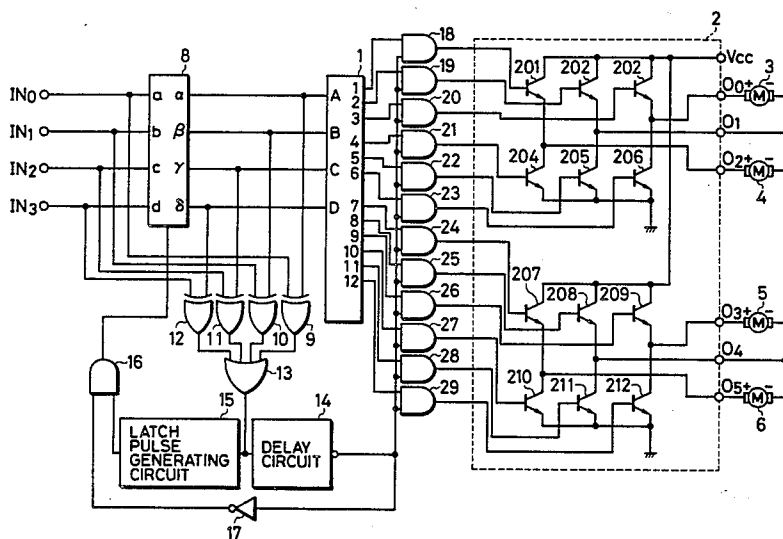 18
2
8
1
201
202
202
Vcc
19
3
O0+
M
-
IN0
a
α
A
1
2
3
20
O1
IN1
b
β
B
4
21
IN2
c
γ
C
5
6
22
204
205
206
O2+
M
-
4
IN3
d
δ
D
7
8
9
10
11
12
23
24
25
26
207
208
209
5
O3+
M
-
12
11
10
9
27
O4
16
13
28
210
211
212
O5+
M
-
6
15
14
29
LATCH
PULSE
GENERATING
CIRCUIT
DELAY
CIRCUIT
17